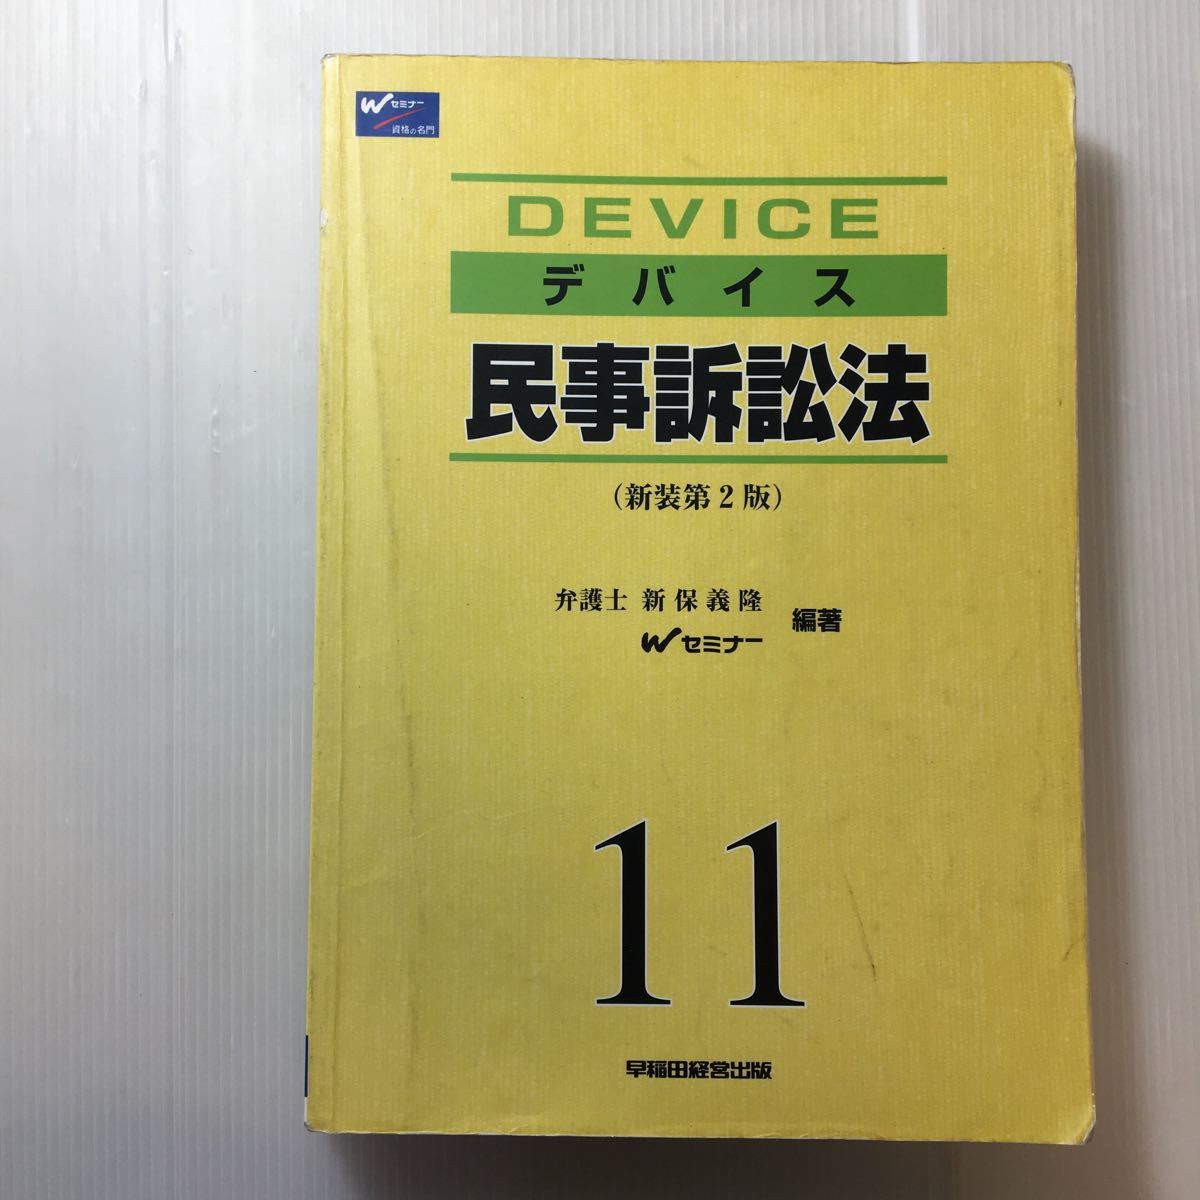 Wセミナー
資格の名門
DEVICE
デバイス
民事訴訟法
（新装第2版）
弁護士 新保義隆
Wセミナー
編著
11
早稲田経営出版